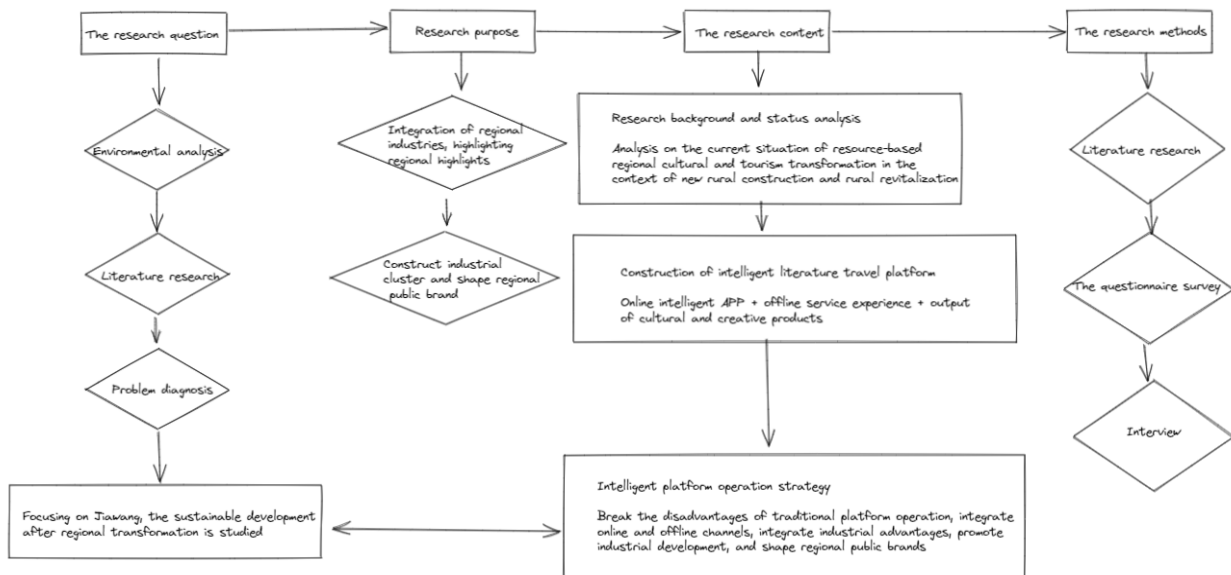 The research question
Research purpose
The research content
The research methods
Environmental analysis
Literature research
Problem diagnosis
Focusing on Jiawang, the sustainable development
after regional transformation is studied
Integration of regional
industries, highlighting
regional highlights
Construct industrial
cluster and shape regional
public brand
Research background and status analysis
Analysis on the current situation of resource-based
regional cultural and tourism transformation in the
context of new rural construction and rural revitalization
Construction of intelligent literature travel platform
Online intelligent APP + offline service experience + output
of cultural and creative products
Intelligent platform operation strategy
Break the disadvantages of traditional platform operation, integrate
online and offline channels, integrate industrial advantages, promote
industrial development, and shape regional public brands
Literature research
The questionnaire survey
Interview